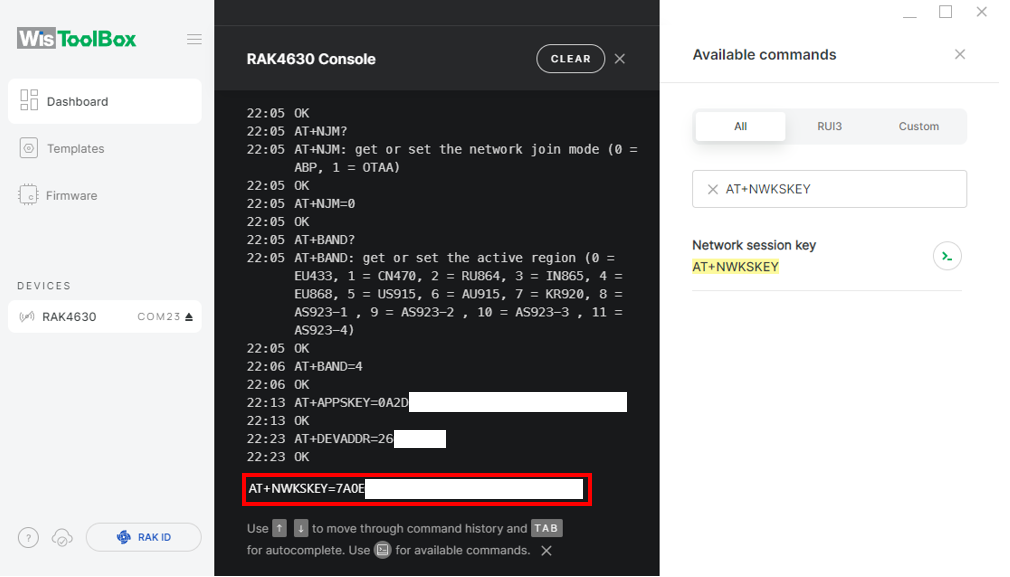 WisToolBox
Dashboard
Templates
Firmware
DEVICES
RAK4630 COM23
? RAK ID
RAK4630 Console CLEAR
22:05 OK
22:05 AT+NJM?
22:05 AT+NJM: get or set the network join mode (0 =
ABP, 1 = OTAA)
22:05 OK
22:05 AT+NJM=0
22:05 OK
22:05 AT+BAND?
22:05 AT+BAND: get or set the active region (0 =
EU433, 1 = CN470, 2 = RU864, 3 = IN865, 4 =
EU868, 5 = US915, 6 = AU915, 7 = KR920, 8 =
AS923-1 , 9 = AS923-2 , 10 = AS923-3 , 11 =
AS923-4)
22:05 OK
22:06 AT+BAND=4
22:06 OK
22:13 AT+APPSKEY=0A2D
22:13 OK
22:23 AT+DEVADDR=26
22:23 OK
AT+NWKSKEY=7A0E
Use ↑ ↓ to move through command history and TAB
for autocomplete. Use for available commands.
Available commands
All RUI3 Custom
AT+NWKSKEY
Network session key
AT+NWKSKEY